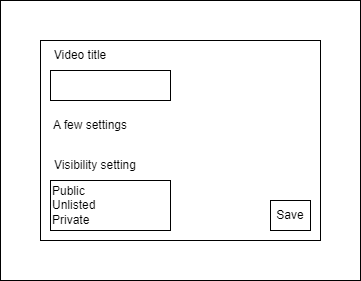 Video title
A few settings
Visibility setting
Public
Unlisted
Private
Save